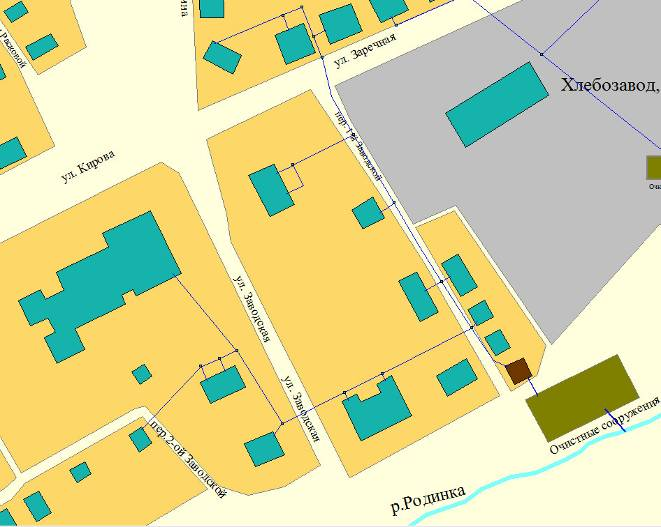 ул. Заречная
Хлебозавод,
пер. 1-й Заводской
ул. Кирова
ул. Заводская
ул. Заводская
пер.2-ой Заводской
Очистные сооружения
р.Родинка